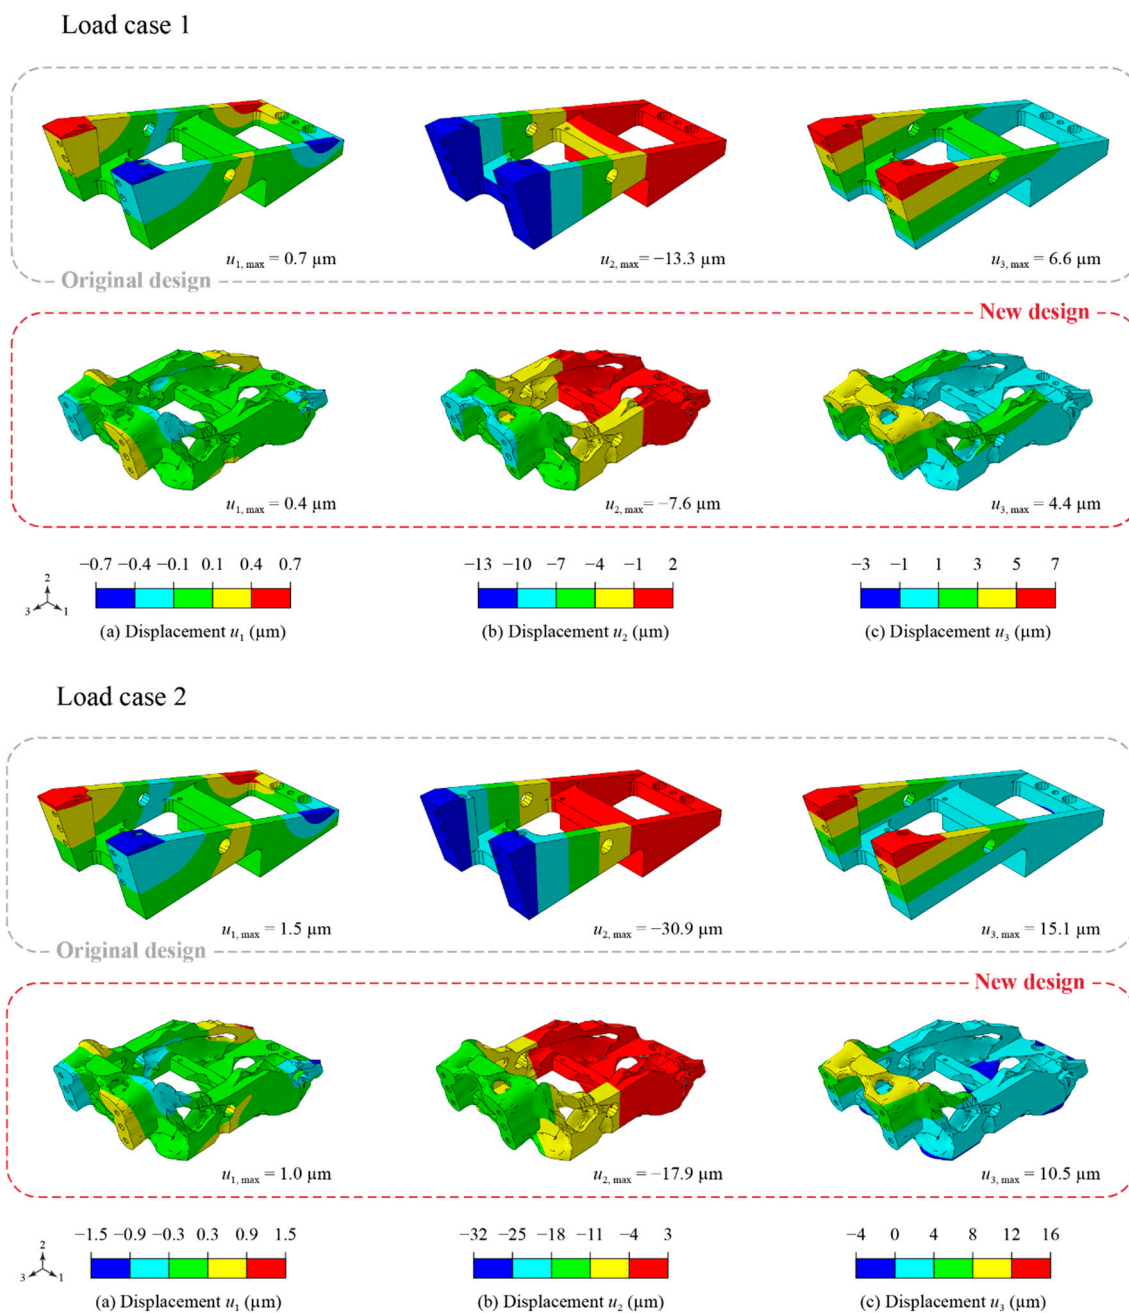 Load case 1
u1, max = 0.7 µm
u2, max = −13.3 µm
u3, max = 6.6 µm
Original design
New design
u1, max = 0.4 µm
u2, max= −7.6 µm
u3, max = 4.4 µm
−0.7 −0.4 −0.1 0.1 0.4 0.7
−13 −10 −7 −4 −1 2
−3 −1 1 3 5 7
2
3 1
(a) Displacement u1 (µm)
(b) Displacement u2 (µm)
(c) Displacement u3 (µm)
Load case 2
u1, max = 1.5 µm
u2, max = −30.9 µm
u3, max = 15.1 µm
Original design
New design
u1, max = 1.0 µm
u2, max = −17.9 µm
u3, max = 10.5 µm
−1.5 −0.9 −0.3 0.3 0.9 1.5
−32 −25 −18 −11 −4 3
−4 0 4 8 12 16
2
3 1
(a) Displacement u1 (µm)
(b) Displacement u2 (µm)
(c) Displacement u3 (µm)